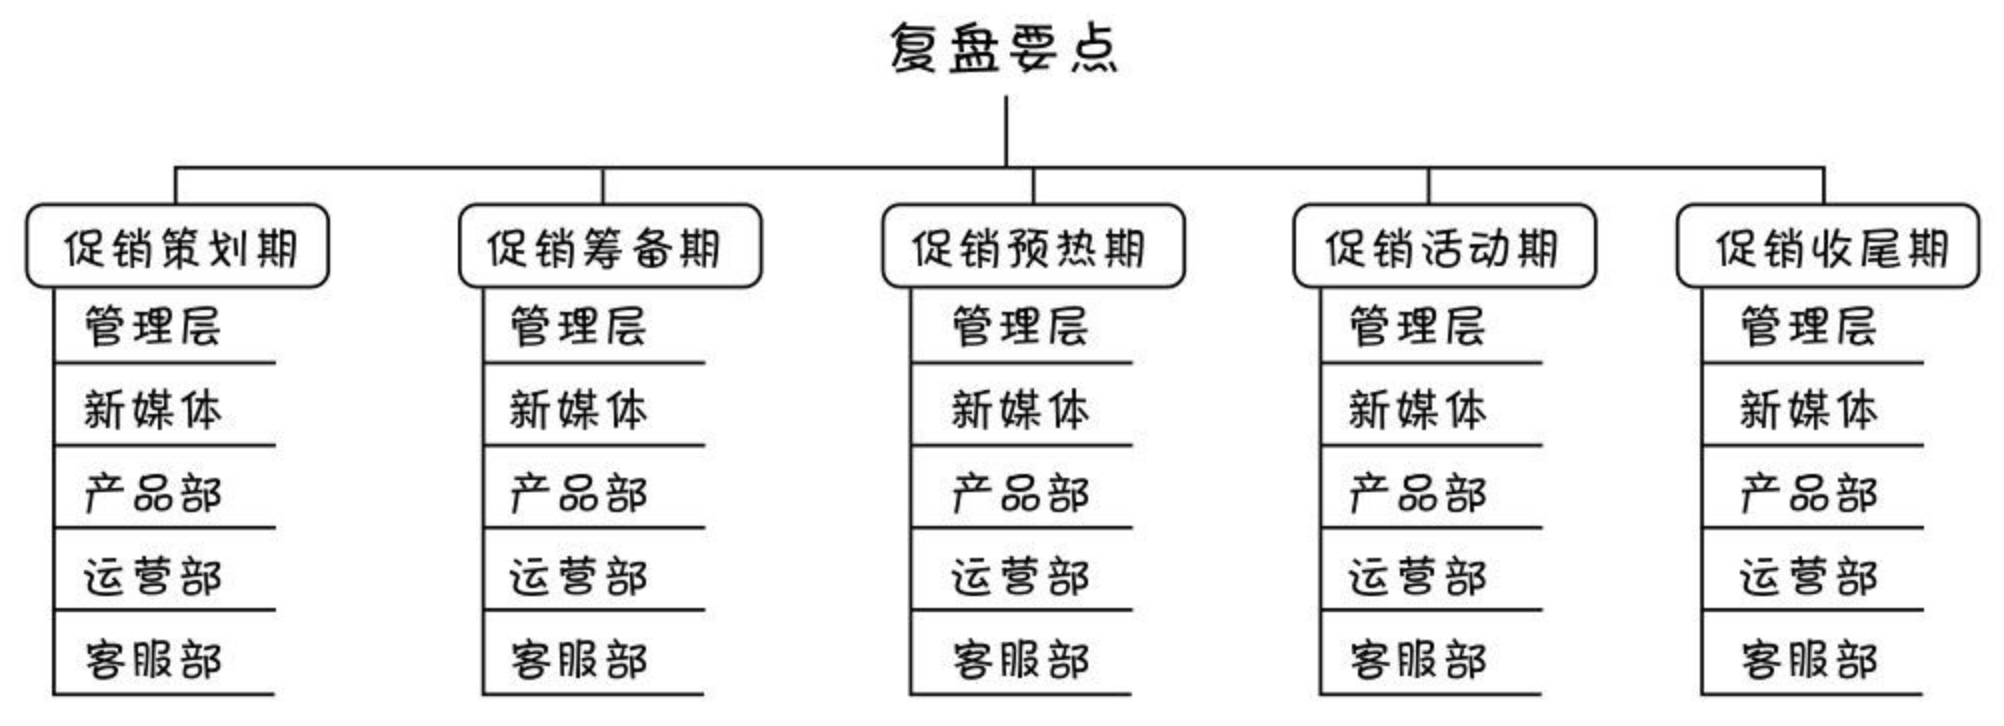 复盘要点
促销策划期
管理层
新媒体
产品部
运营部
客服部
促销筹备期
管理层
新媒体
产品部
运营部
客服部
促销预热期
管理层
新媒体
产品部
运营部
客服部
促销活动期
管理层
新媒体
产品部
运营部
客服部
促销收尾期
管理层
新媒体
产品部
运营部
客服部